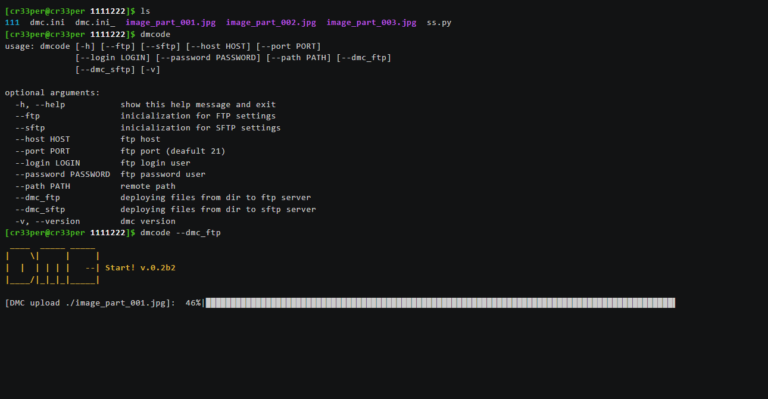 [cr33per@cr33per 1111222]$ ls
111  dmc.ini  dmc.ini_  image_part_001.jpg  image_part_002.jpg  image_part_003.jpg  ss.py
[cr33per@cr33per 1111222]$ dmcode
usage: dmcode [-h] [--ftp] [--sftp] [--host HOST] [--port PORT]
              [--login LOGIN] [--password PASSWORD] [--path PATH] [--dmc_ftp]
              [--dmc_sftp] [-v]
optional arguments:
  -h, --help           show this help message and exit
  --ftp                inicialization for FTP settings
  --sftp               inicialization for SFTP settings
  --host HOST          ftp host
  --port PORT          ftp port (deafult 21)
  --login LOGIN        ftp login user
  --password PASSWORD  ftp password user
  --path PATH          remote path
  --dmc_ftp            deploying files from dir to ftp server
  --dmc_sftp           deploying files from dir to sftp server
  -v, --version        dmc version
[cr33per@cr33per 1111222]$ dmcode --dmc_ftp
Start! v.0.2b2
[DMC upload ./image_part_001.jpg]:  46%|